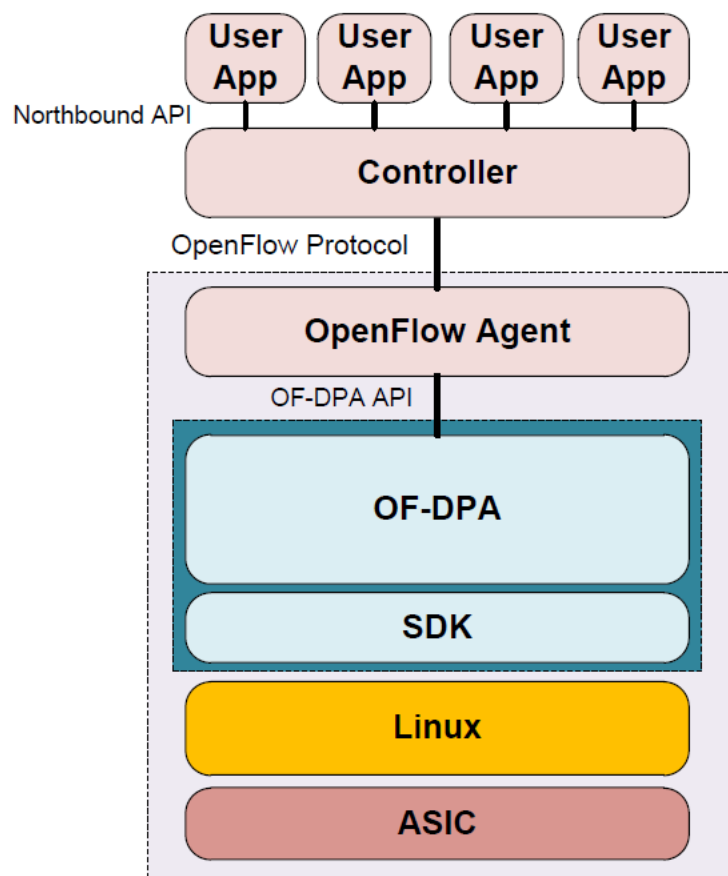 User User User User
App App App App
Northbound API
Controller
OpenFlow Protocol
OpenFlow Agent
OF-DPA API
OF-DPA
SDK
Linux
ASIC